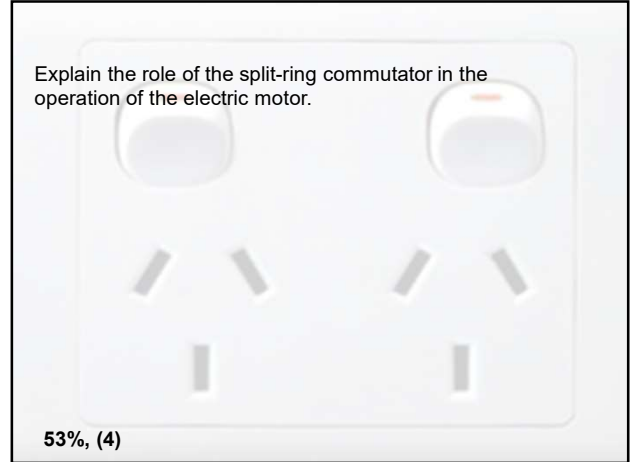 Explain the role of the split-ring commutator in the
operation of the electric motor.
53%, (4)